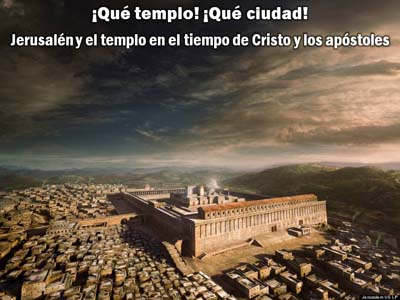 ¡Qué templo! ¡Qué ciudad!
Jerusalén y el templo en el tiempo de Cristo y los apóstoles